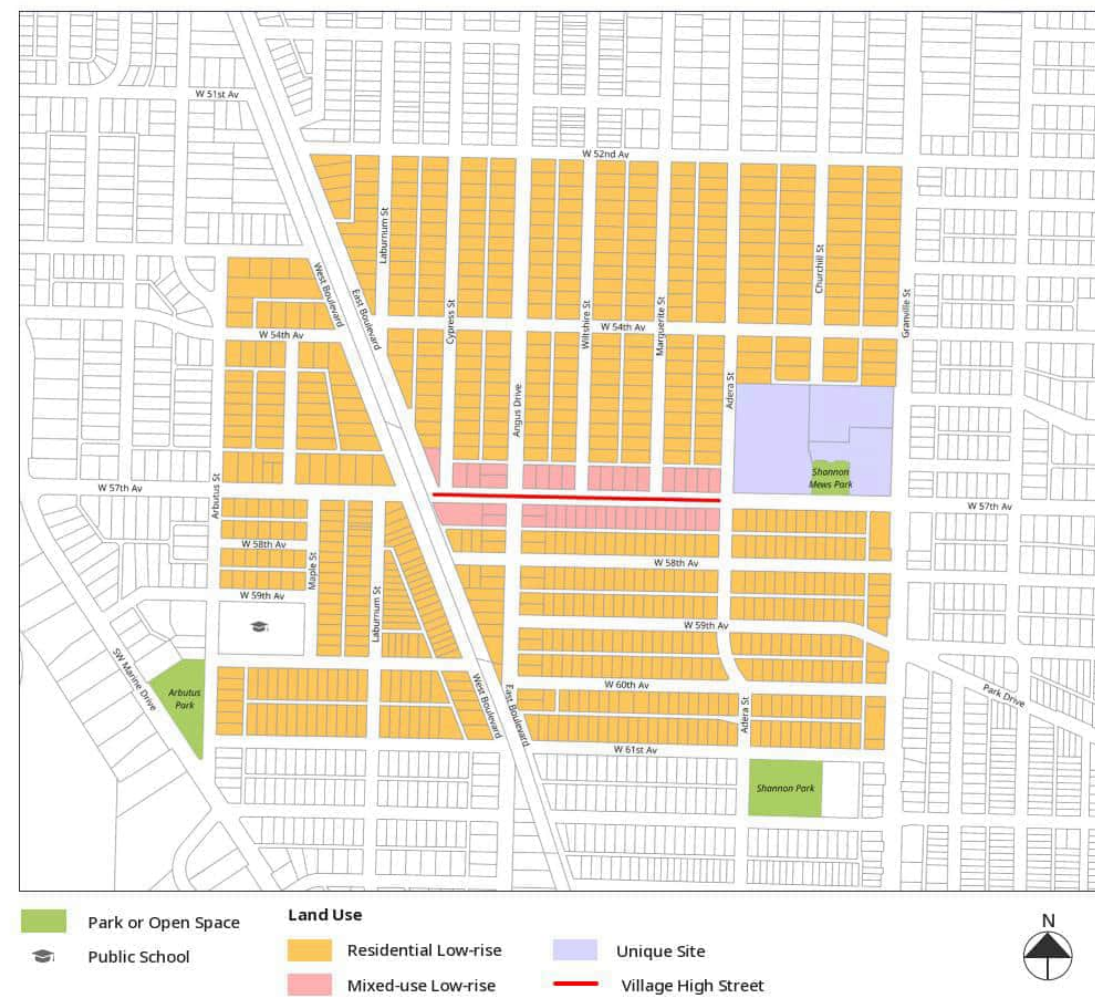 W 51st Av
W 52nd Av
Laburnum St
Churchill St
West Boulevard
East Boulevard
Granville St
Cypress St
Wiltshire St
Marguerite St
W 54th Av
W 54th Av
Angus Drive
Adera St
Shannon
Mews Park
Arbutus St
W 57th Av
W 57th Av
W 58th Av
Maple St
W 58th Av
W 59th Av
Laburnum St
W 59th Av
SW Marine Drive
Arbutus
Park
West Boulevard
East Boulevard
W 60th Av
Adera St
Park Drive
W 61st Av
Shannon Park
Park or Open Space
Public School
Land Use
Residential Low-rise
Mixed-use Low-rise
Unique Site
Village High Street
N